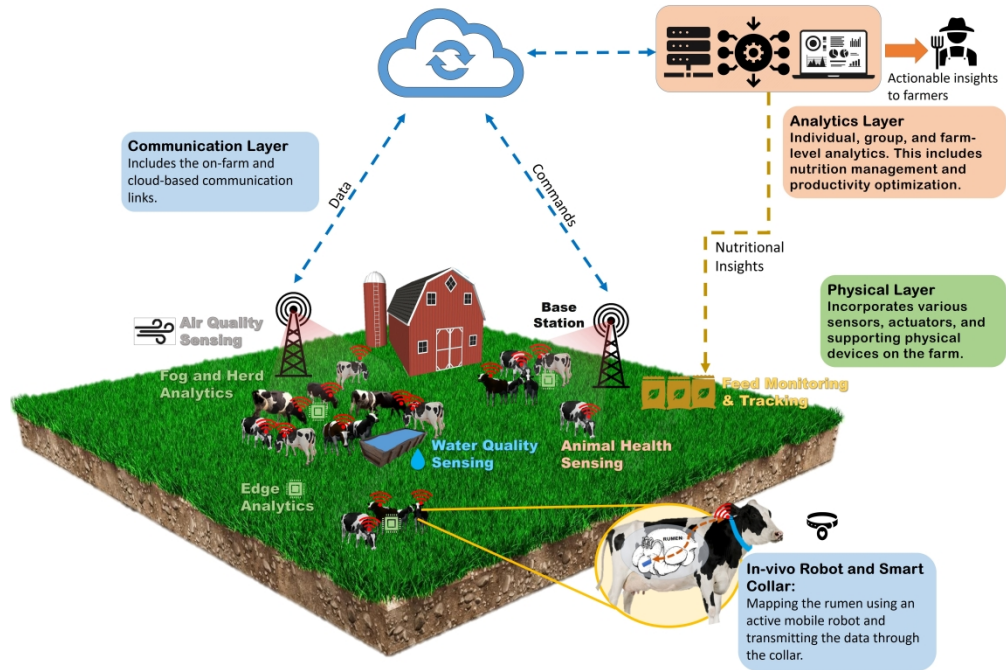 Actionable insights
to farmers
Analytics Layer
Individual, group, and farm-
level analytics. This includes
nutrition management and
productivity optimization.
Communication Layer
Includes the on-farm and
cloud-based communication
links.
Data
Commands
Nutritional
Insights
Physical Layer
Incorporates various
sensors, actuators, and
supporting physical
devices on the farm.
Base
Station
Air Quality
Sensing
Fog and Herd
Analytics
Feed Monitoring
& Tracking
Water Quality
Sensing
Animal Health
Sensing
Edge
Analytics
RUMEN
In-vivo Robot and Smart
Collar:
Mapping the rumen using an
active mobile robot and
transmitting the data through
the collar.